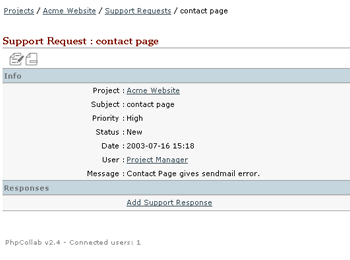 Projects / Acme Website / Support Requests / contact page
Support Request : contact page
Info
Project : Acme Website
Subject : contact page
Priority : High
Status : New
Date : 2003-07-16 15:18
User : Project Manager
Message : Contact Page gives sendmail error.
Responses
Add Support Response
PhpCollab v2.4 - Connected users: 1